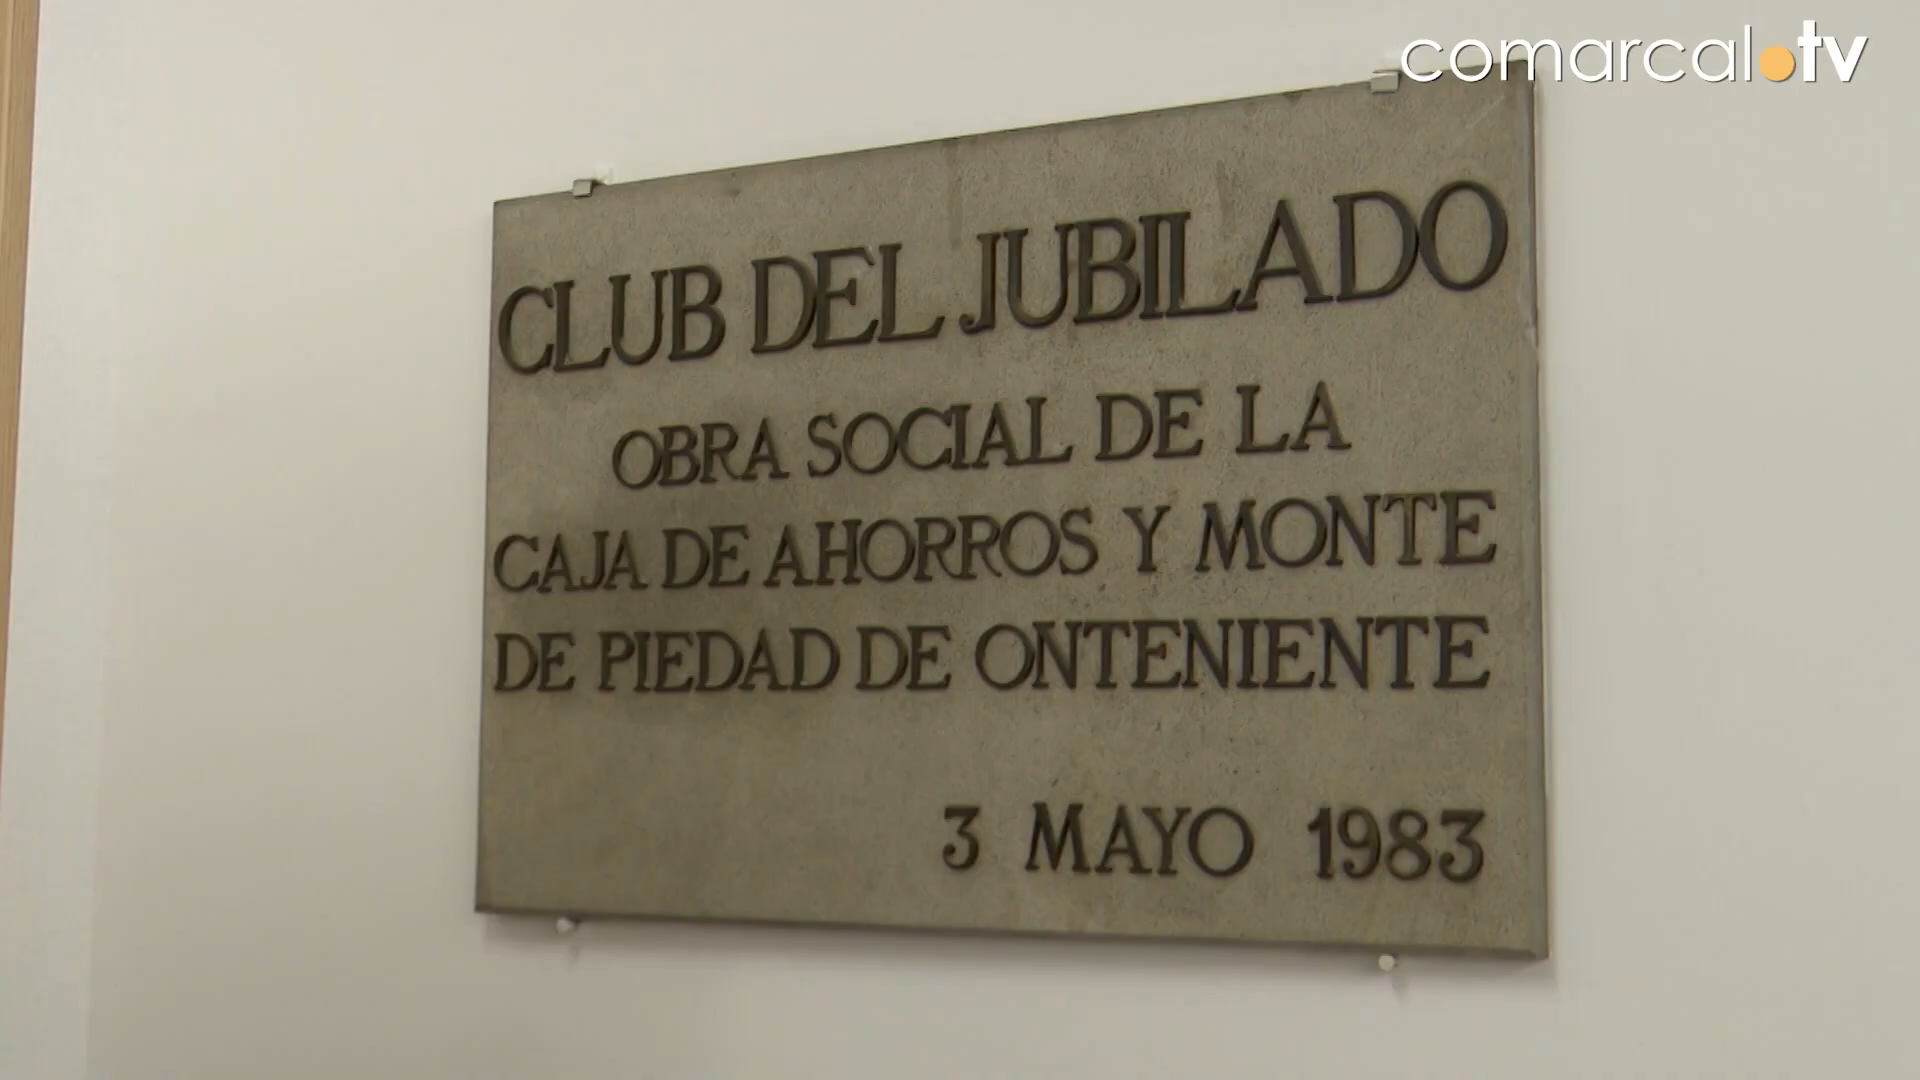 comarcal.tv
CLUB DEL JUBILADO
OBRA SOCIAL DE LA
CAJA DE AHORROS Y MONTE
DE PIEDAD DE ONTENIENTE
3 MAYO 1983